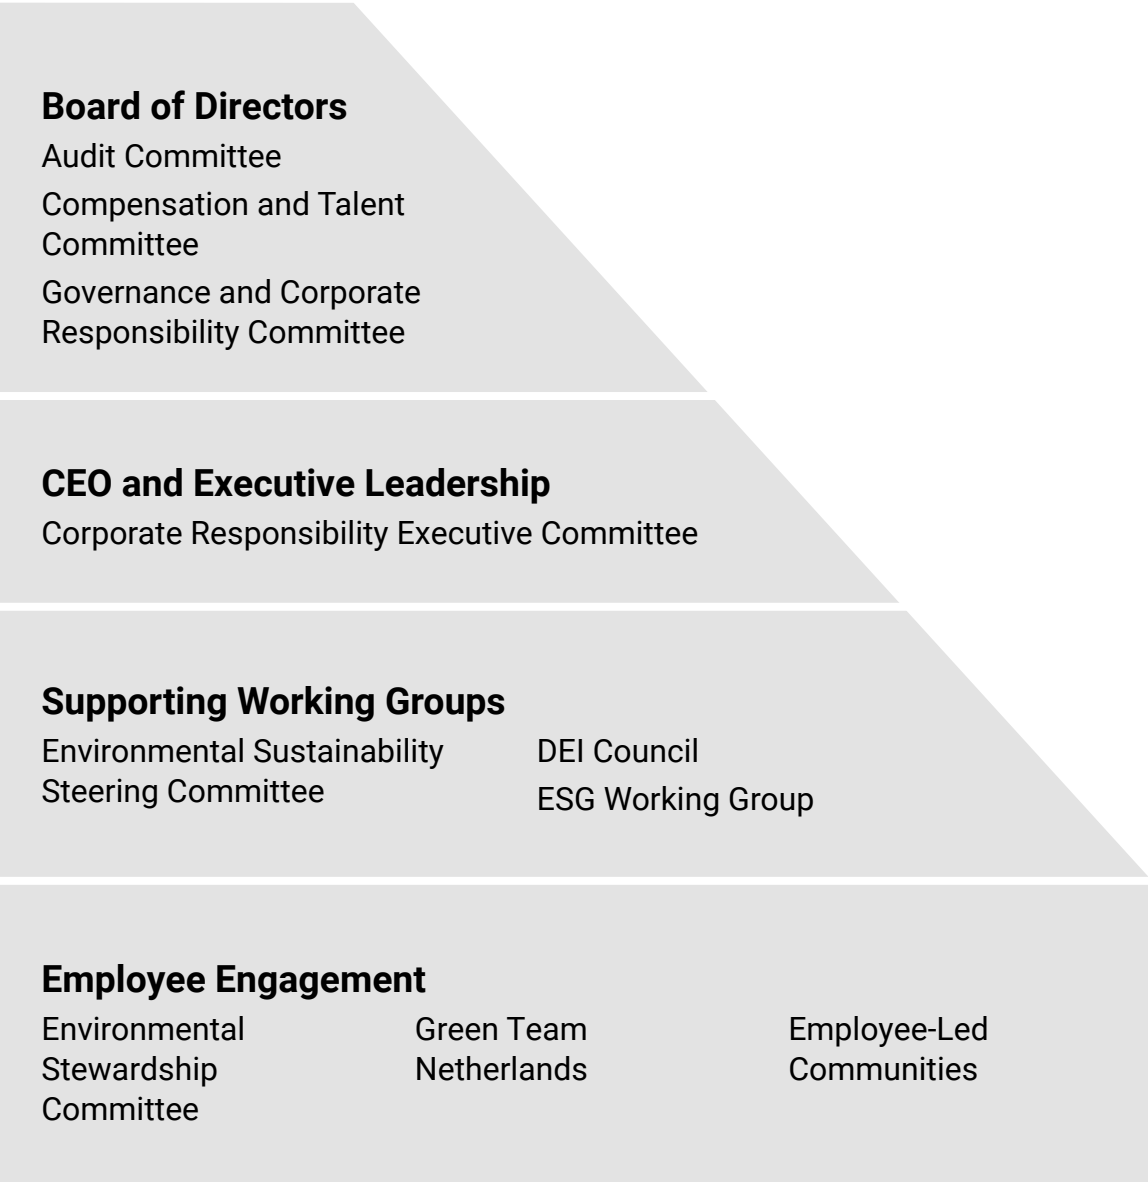 Board of Directors
Audit Committee
Compensation and Talent
Committee
Governance and Corporate
Responsibility Committee
CEO and Executive Leadership
Corporate Responsibility Executive Committee
Supporting Working Groups
Environmental Sustainability
Steering Committee
DEI Council
ESG Working Group
Employee Engagement
Environmental
Stewardship
Committee
Green Team
Netherlands
Employee-Led
Communities